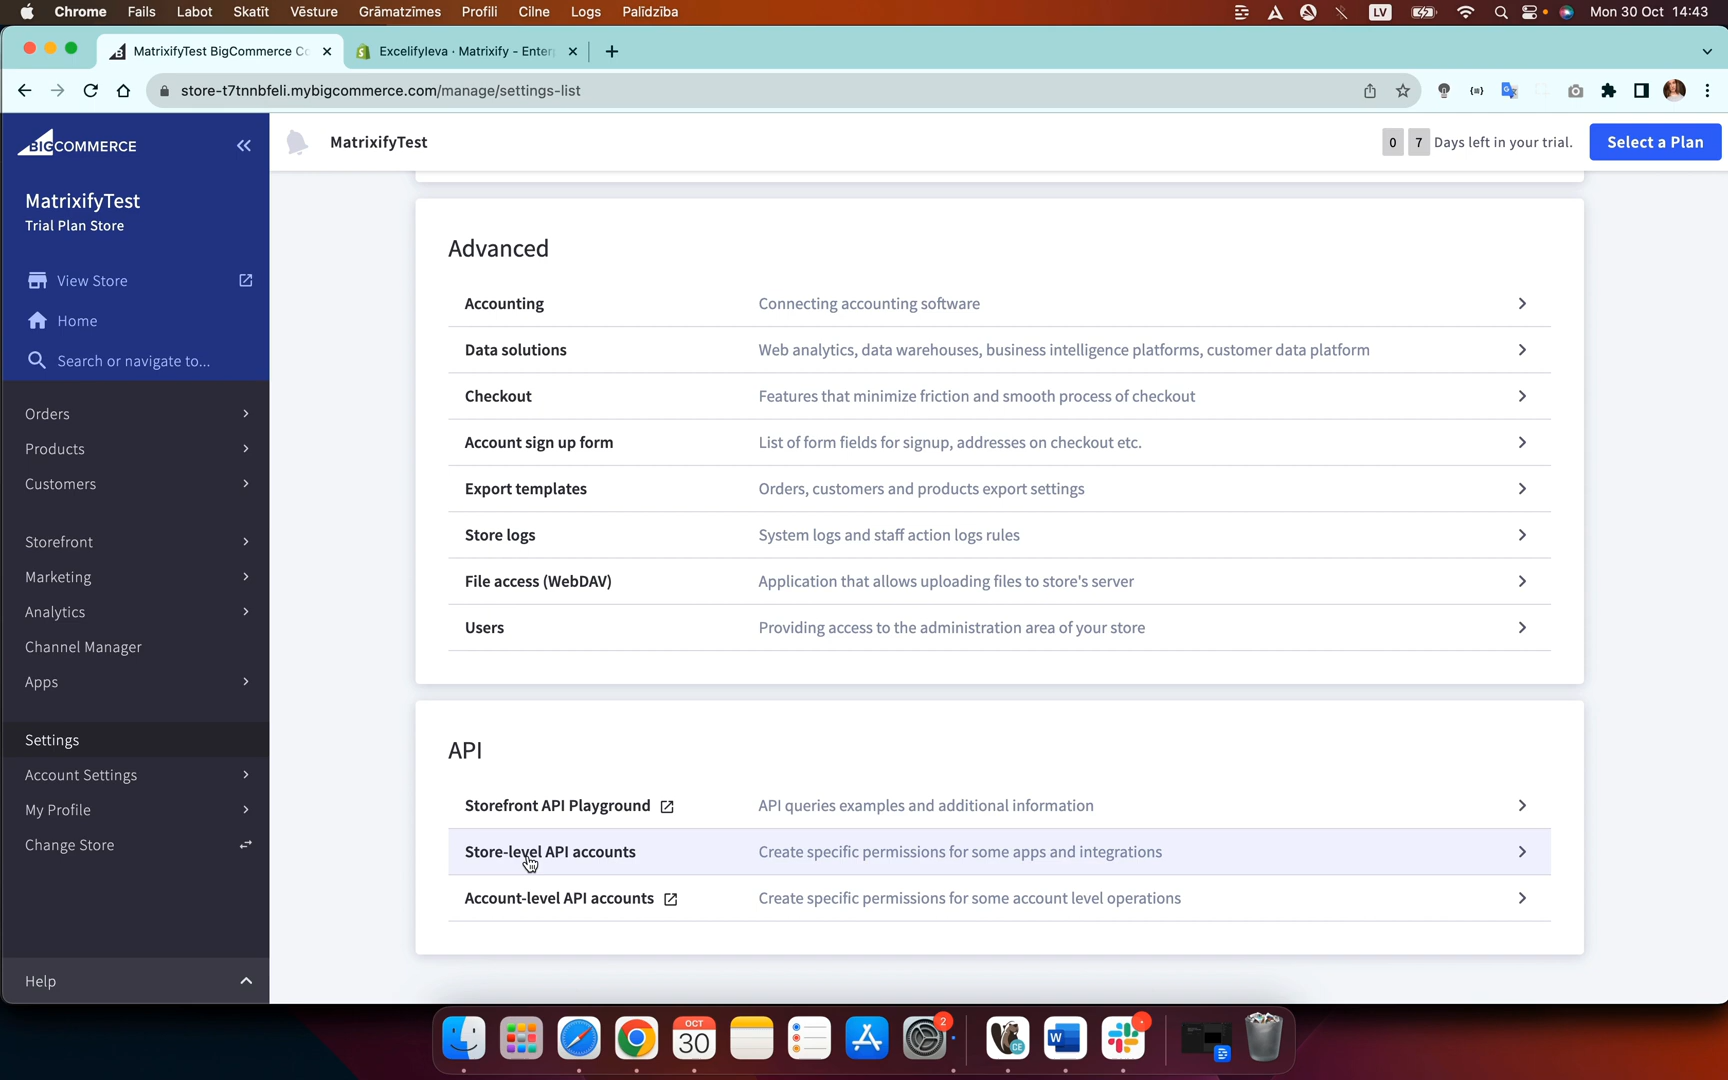 Chrome Fails Labot Skatīt Vēsture Grāmatzīmes Profili Cilne Logs Palīdzība LV Mon 30 Oct 14:43
MatrixifyTest BigCommerce Co ExcelifyIeva · Matrixify - Enter
store-t7tnnbfeli.mybigcommerce.com/manage/settings-list
BIGCOMMERCE
MatrixifyTest
0 7 Days left in your trial.
Select a Plan
MatrixifyTest
Trial Plan Store
View Store
Home
Search or navigate to...
Orders
Products
Customers
Storefront
Marketing
Analytics
Channel Manager
Apps
Settings
Account Settings
My Profile
Change Store
Help
Advanced
Accounting Connecting accounting software
Data solutions Web analytics, data warehouses, business intelligence platforms, customer data platform
Checkout Features that minimize friction and smooth process of checkout
Account sign up form List of form fields for signup, addresses on checkout etc.
Export templates Orders, customers and products export settings
Store logs System logs and staff action logs rules
File access (WebDAV) Application that allows uploading files to store's server
Users Providing access to the administration area of your store
API
Storefront API Playground API queries examples and additional information
Store-level API accounts Create specific permissions for some apps and integrations
Account-level API accounts Create specific permissions for some account level operations
OCT
30
2
CE
W